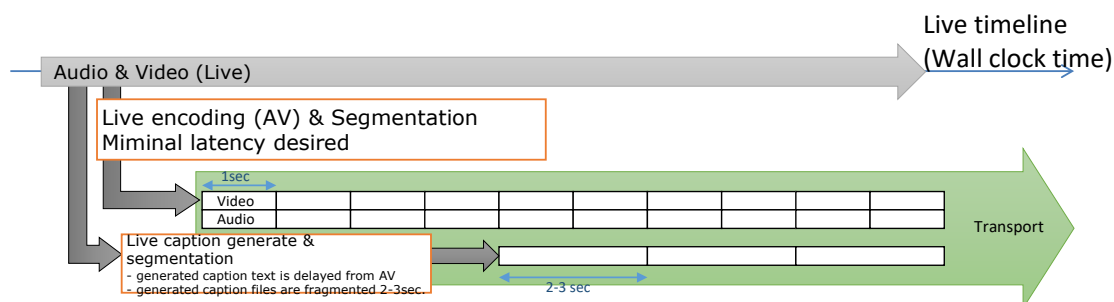 Live timeline
(Wall clock time)
Audio & Video (Live)
Live encoding (AV) & Segmentation
Miminal latency desired
1sec
Video
Audio
Transport
Live caption generate &
segmentation
- generated caption text is delayed from AV
- generated caption files are fragmented 2-3sec.
2-3 sec